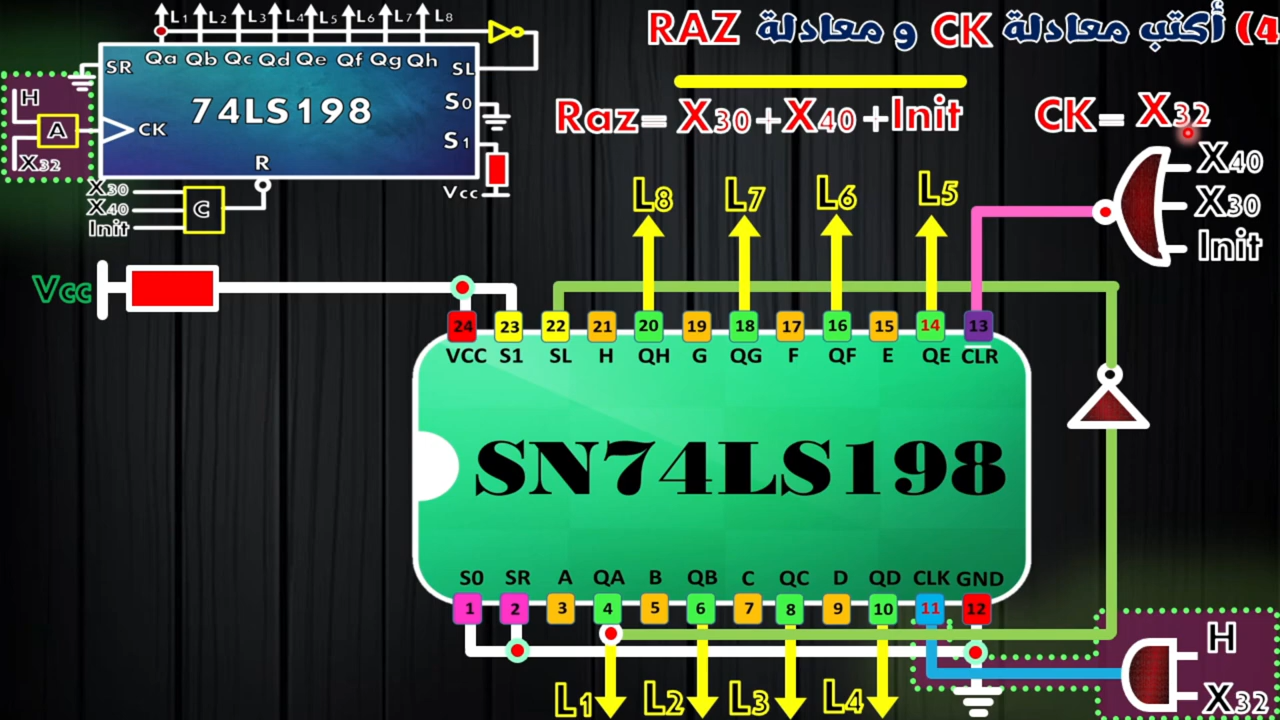 4) أكتب معادلة CK و معادلة RAZ
L1 L2 L3 L4 L5 L6 L7 L8
SR Qa Qb Qc Qd Qe Qf Qg Qh SL
H
A
X32
CK
74LS198
S0
S1
R
Vcc
X30
X40
Init
C
Raz= X30+X40+Init
CK= X32
X40
X30
Init
L8 L7 L6 L5
Vcc
24 23 22 21 20 19 18 17 16 15 14 13
VCC S1 SL H QH G QG F QF E QE CLR
SN74LS198
S0 SR A QA B QB C QC D QD CLK GND
1 2 3 4 5 6 7 8 9 10 11 12
H
X32
L1 L2 L3 L4